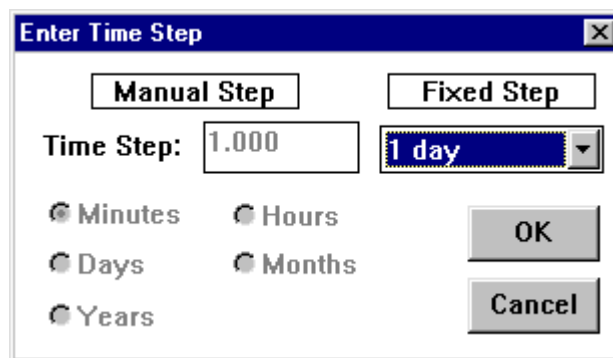 Enter Time Step
Manual Step Fixed Step
Time Step: 1.000 1 day
Minutes Hours
Days Months
Years
OK
Cancel